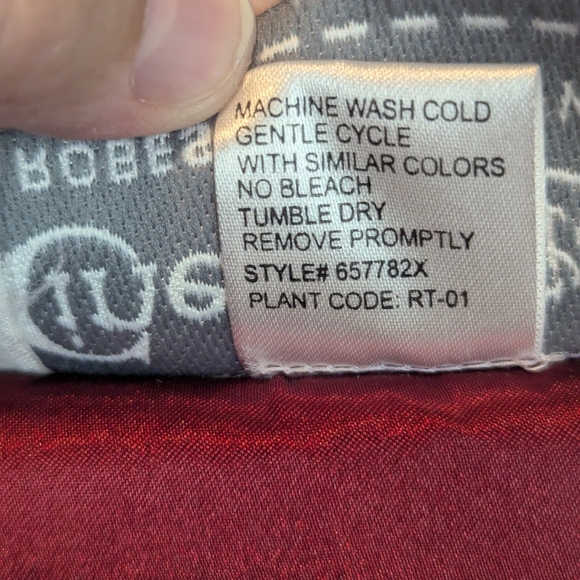 MACHINE WASH COLD
GENTLE CYCLE
WITH SIMILAR COLORS
NO BLEACH
TUMBLE DRY
REMOVE PROMPTLY
STYLE# 657782X
PLANT CODE: RT-01